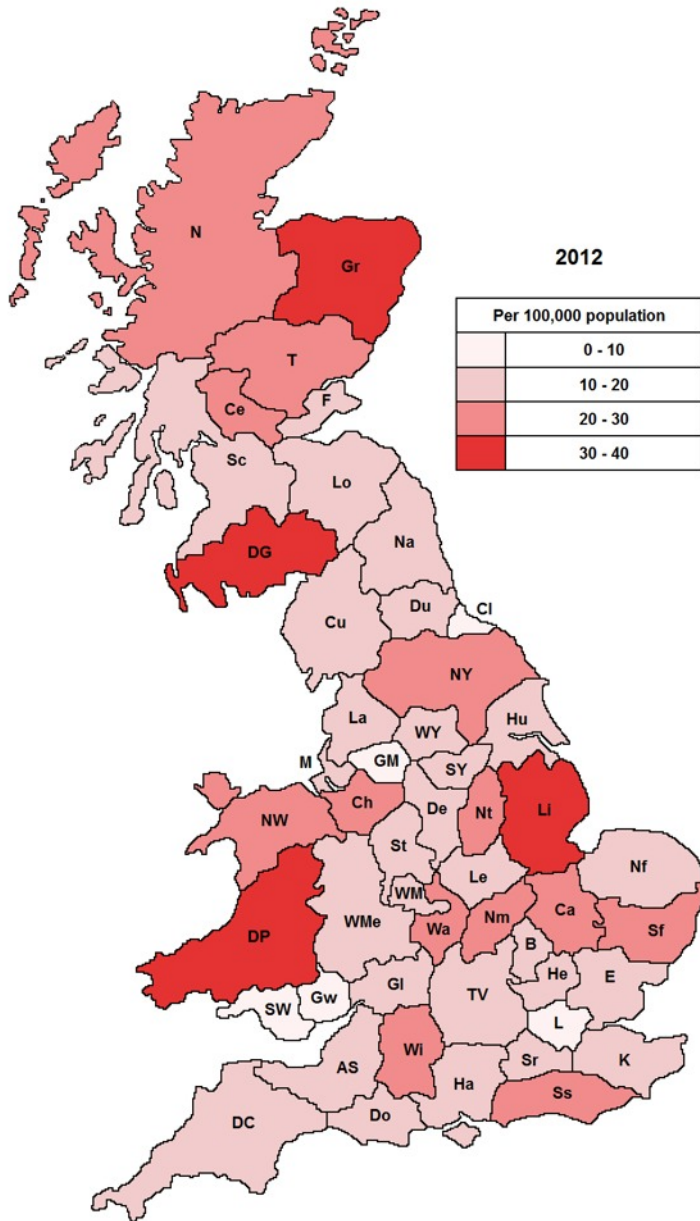 N
Gr
2012
Per 100,000 population
0 - 10
10 - 20
20 - 30
30 - 40
T
Ce
F
Sc
Lo
DG
Na
Cu
Du
Cl
NY
La
WY
Hu
M
GM
SY
Ch
De
Nt
Li
NW
St
Le
Nf
WM
WMe
Wa
Nm
Ca
Sf
DP
B
He
E
Gl
TV
SW
Gw
L
AS
Wi
Sr
K
Ha
Ss
DC
Do